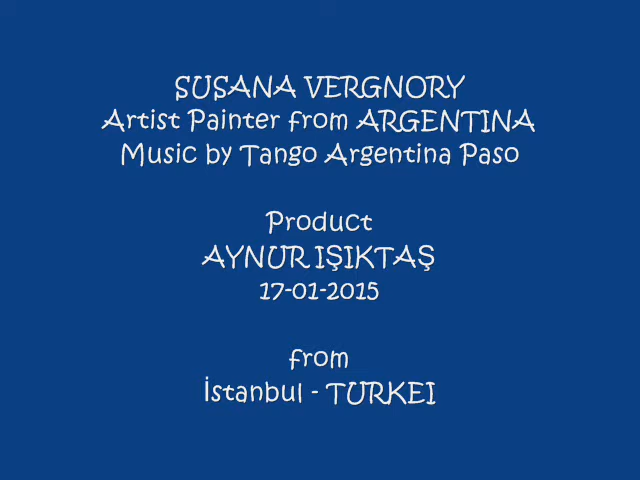 SUSANA VERGNORY
Artist Painter from ARGENTINA
Music by Tango Argentina Paso
Product
AYNUR IŞIKTAŞ
17-01-2015
from
İstanbul - TURKEI